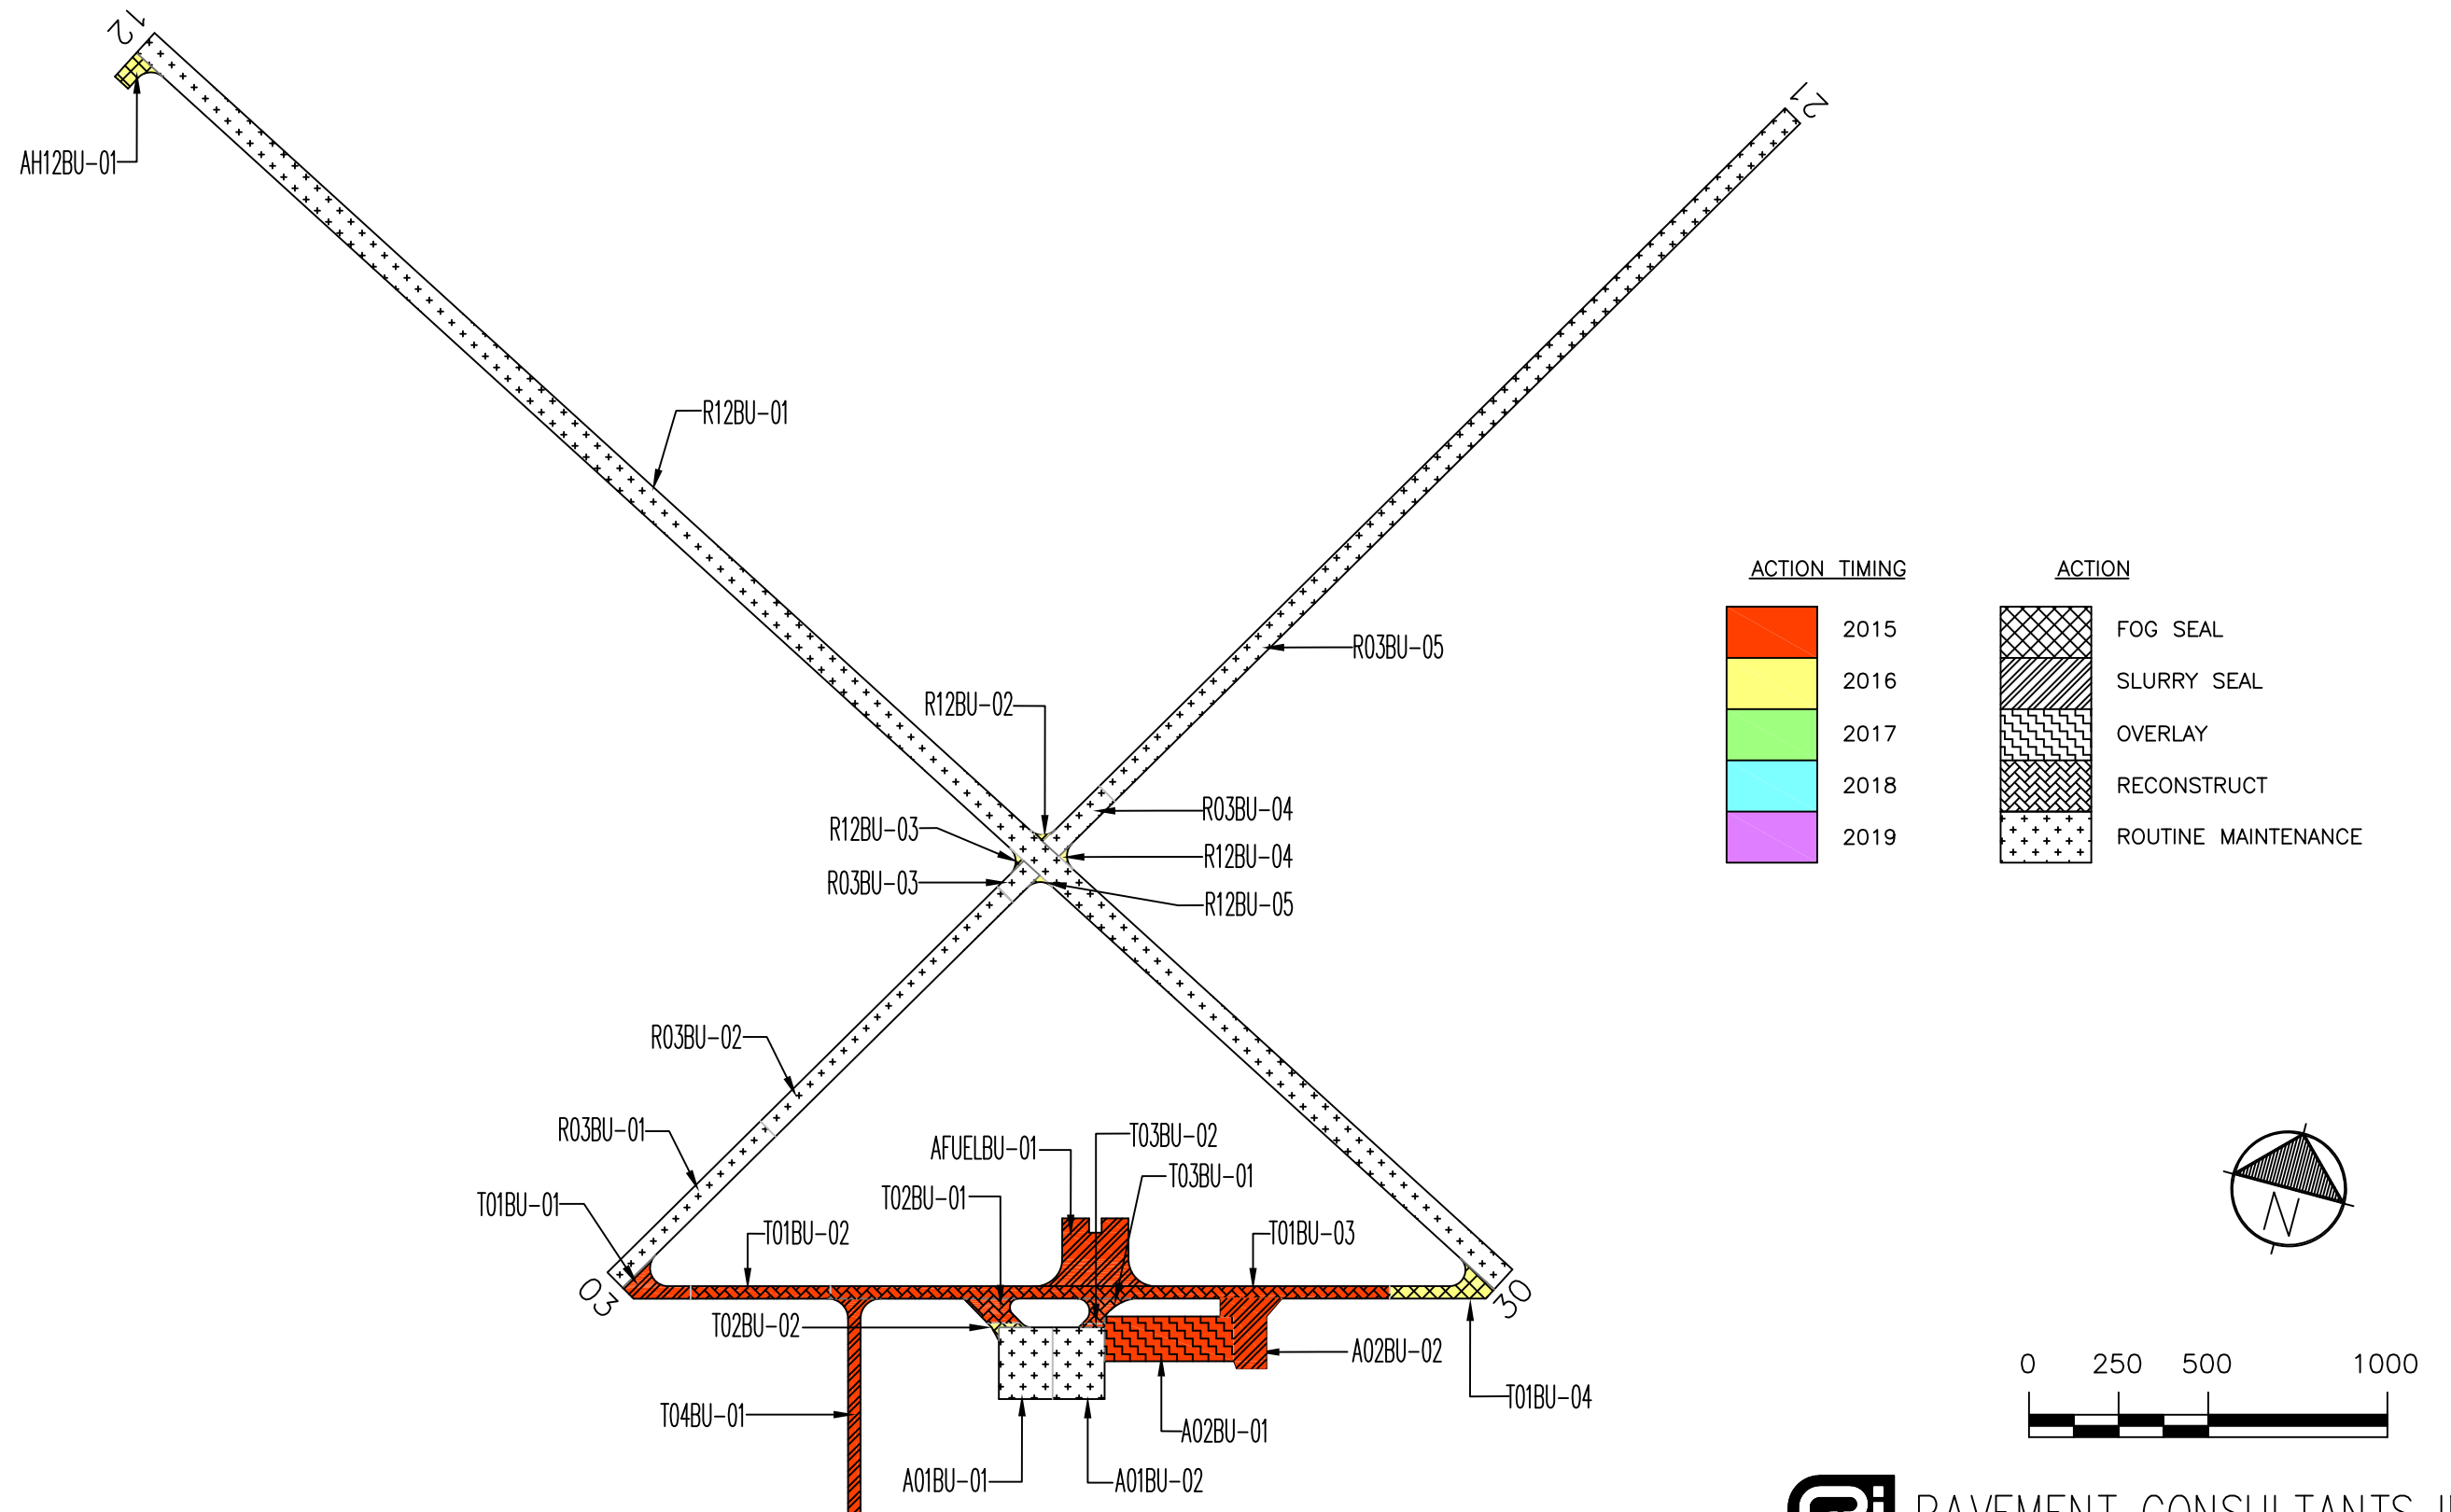 12
21
AH12BU-01
R12BU-01
ACTION TIMING
ACTION
2015
FOG SEAL
2016
SLURRY SEAL
2017
OVERLAY
2018
RECONSTRUCT
2019
ROUTINE MAINTENANCE
R03BU-05
R12BU-02
R03BU-04
R12BU-03
R12BU-04
R03BU-03
R12BU-05
R03BU-02
R03BU-01
T03BU-02
AFUELBU-01
T03BU-01
T02BU-01
T01BU-01
T01BU-02
T01BU-03
N
03
30
T02BU-02
A02BU-02
0 250 500 1000
T01BU-04
T04BU-01
A02BU-01
A01BU-01
A01BU-02
PAVEMENT CONSULTANTS